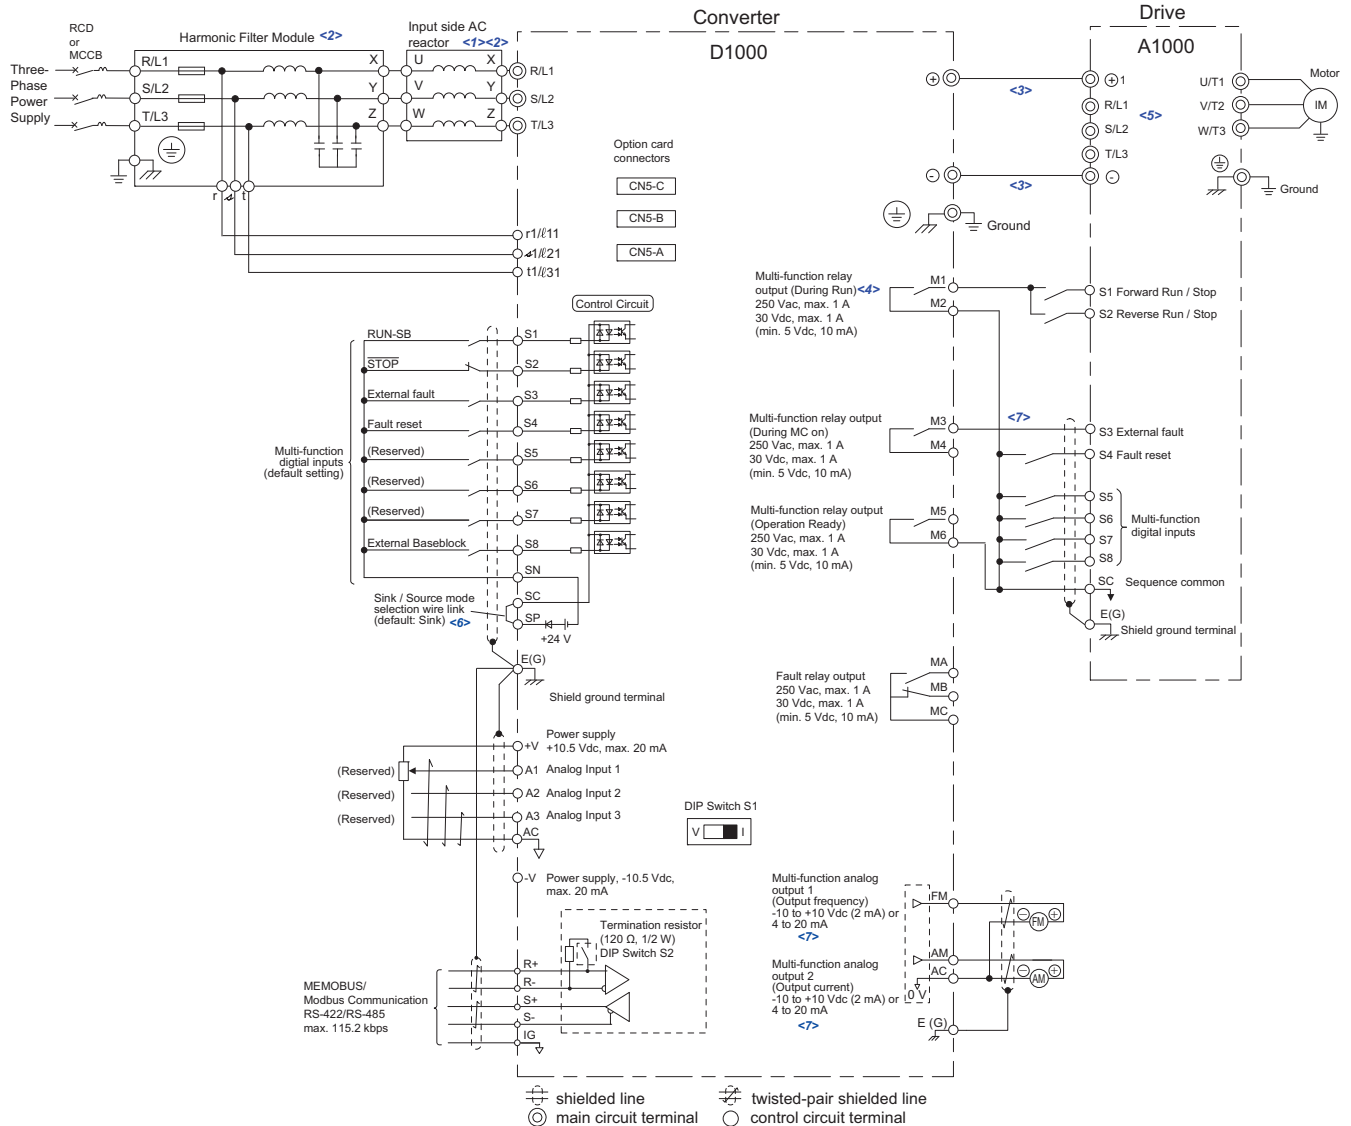 Converter
Drive
D1000
A1000
RCD
or
MCCB
Harmonic Filter Module <2>
Input side AC
reactor <1><2>
Three-
Phase
Power
Supply
R/L1
S/L2
T/L3
X
Y
Z
U
V
W
X
Y
Z
R/L1
S/L2
T/L3
r
t
r1/ℓ11
1/ℓ21
t1/ℓ31
Option card
connectors
CN5-C
CN5-B
CN5-A
+
<3>
+ 1
R/L1
S/L2
T/L3
<5>
-
<3>
-
Ground
U/T1
V/T2
W/T3
Motor
IM
Ground
Control Circuit
Multi-function
digtial inputs
(default setting)
RUN-SB
S1
STOP
S2
External fault
S3
Fault reset
S4
(Reserved)
S5
(Reserved)
S6
(Reserved)
S7
External Baseblock
S8
SN
SC
SP
+24 V
Sink / Source mode
selection wire link
(default: Sink) <6>
E(G)
Shield ground terminal
Multi-function relay
output (During Run) <4>
250 Vac, max. 1 A
30 Vdc, max. 1 A
(min. 5 Vdc, 10 mA)
M1
M2
S1 Forward Run / Stop
S2 Reverse Run / Stop
Multi-function relay output
(During MC on)
250 Vac, max. 1 A
30 Vdc, max. 1 A
(min. 5 Vdc, 10 mA)
M3
M4
<7>
S3 External fault
S4 Fault reset
Multi-function relay output
(Operation Ready)
250 Vac, max. 1 A
30 Vdc, max. 1 A
(min. 5 Vdc, 10 mA)
M5
M6
S5
S6
S7
S8
Multi-function
digital inputs
SC Sequence common
E(G)
Shield ground terminal
Fault relay output
250 Vac, max. 1 A
30 Vdc, max. 1 A
(min. 5 Vdc, 10 mA)
MA
MB
MC
+V Power supply
+10.5 Vdc, max. 20 mA
(Reserved)
A1 Analog Input 1
(Reserved)
A2 Analog Input 2
(Reserved)
A3 Analog Input 3
AC
-V Power supply, -10.5 Vdc,
max. 20 mA
DIP Switch S1
V I
Termination resistor
(120 Ω, 1/2 W)
DIP Switch S2
MEMOBUS/
Modbus Communication
RS-422/RS-485
max. 115.2 kbps
R+
R-
S+
S-
IG
Multi-function analog
output 1
(Output frequency)
-10 to +10 Vdc (2 mA) or
4 to 20 mA
<7>
Multi-function analog
output 2
(Output current)
-10 to +10 Vdc (2 mA) or
4 to 20 mA
<7>
FM
AM
AC
0 V
E (G)
- FM +
- AM +
shielded line
twisted-pair shielded line
main circuit terminal
control circuit terminal